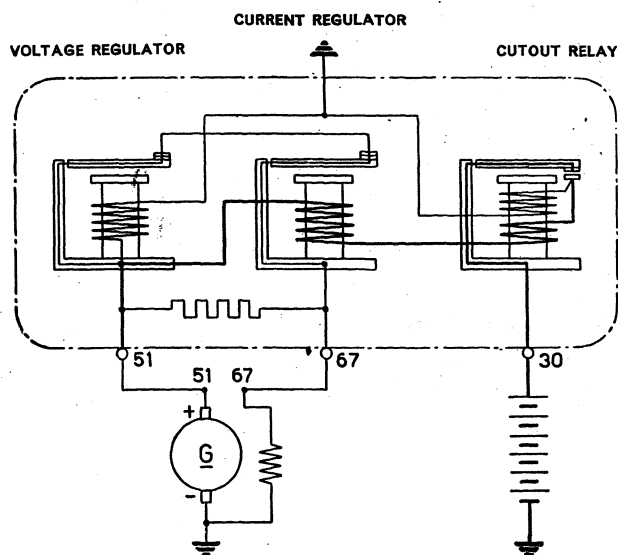 CURRENT REGULATOR
VOLTAGE REGULATOR
CUTOUT RELAY
51
67
30
51
67
+
G
-